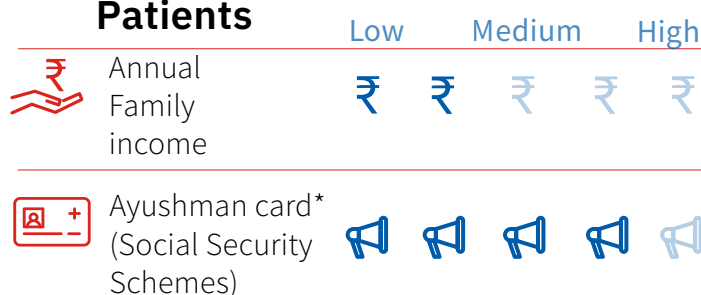 Patients
Low Medium High
Annual
Family
income
₹ ₹ ₹ ₹ ₹
Ayushman card*
(Social Security
Schemes)